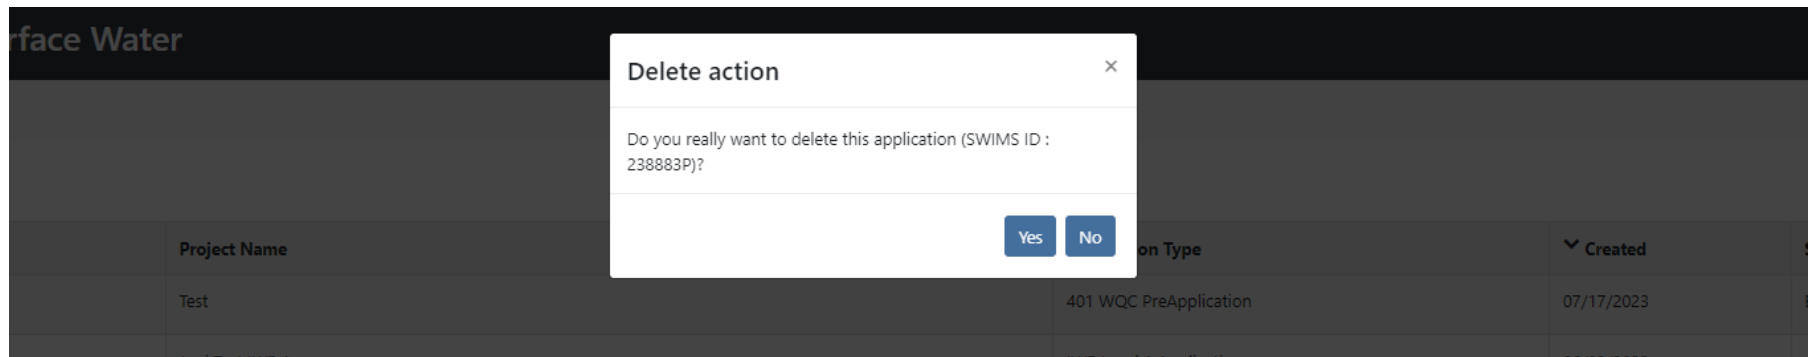 rface Water
Delete action
×
Do you really want to delete this application (SWIMS ID :
238883P)?
Yes No
Project Name on Type Created
Test 401 WQC PreApplication 07/17/2023